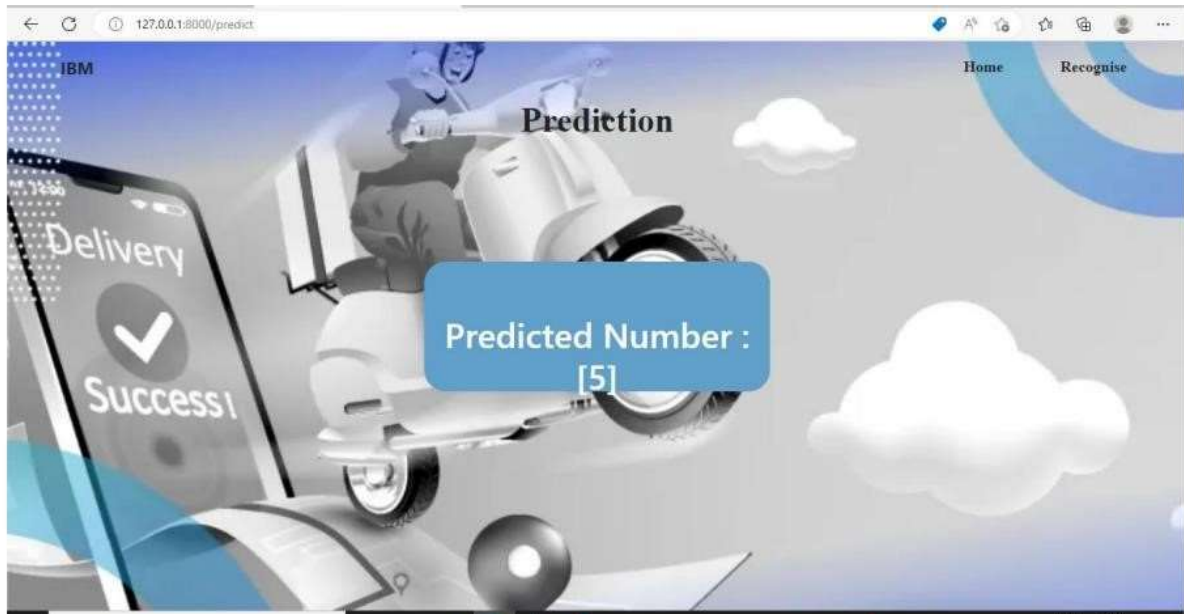 127.0.0.1:8000/predict
IBM
Home
Recognise
Prediction
Delivery
Success!
Predicted Number :
[5]